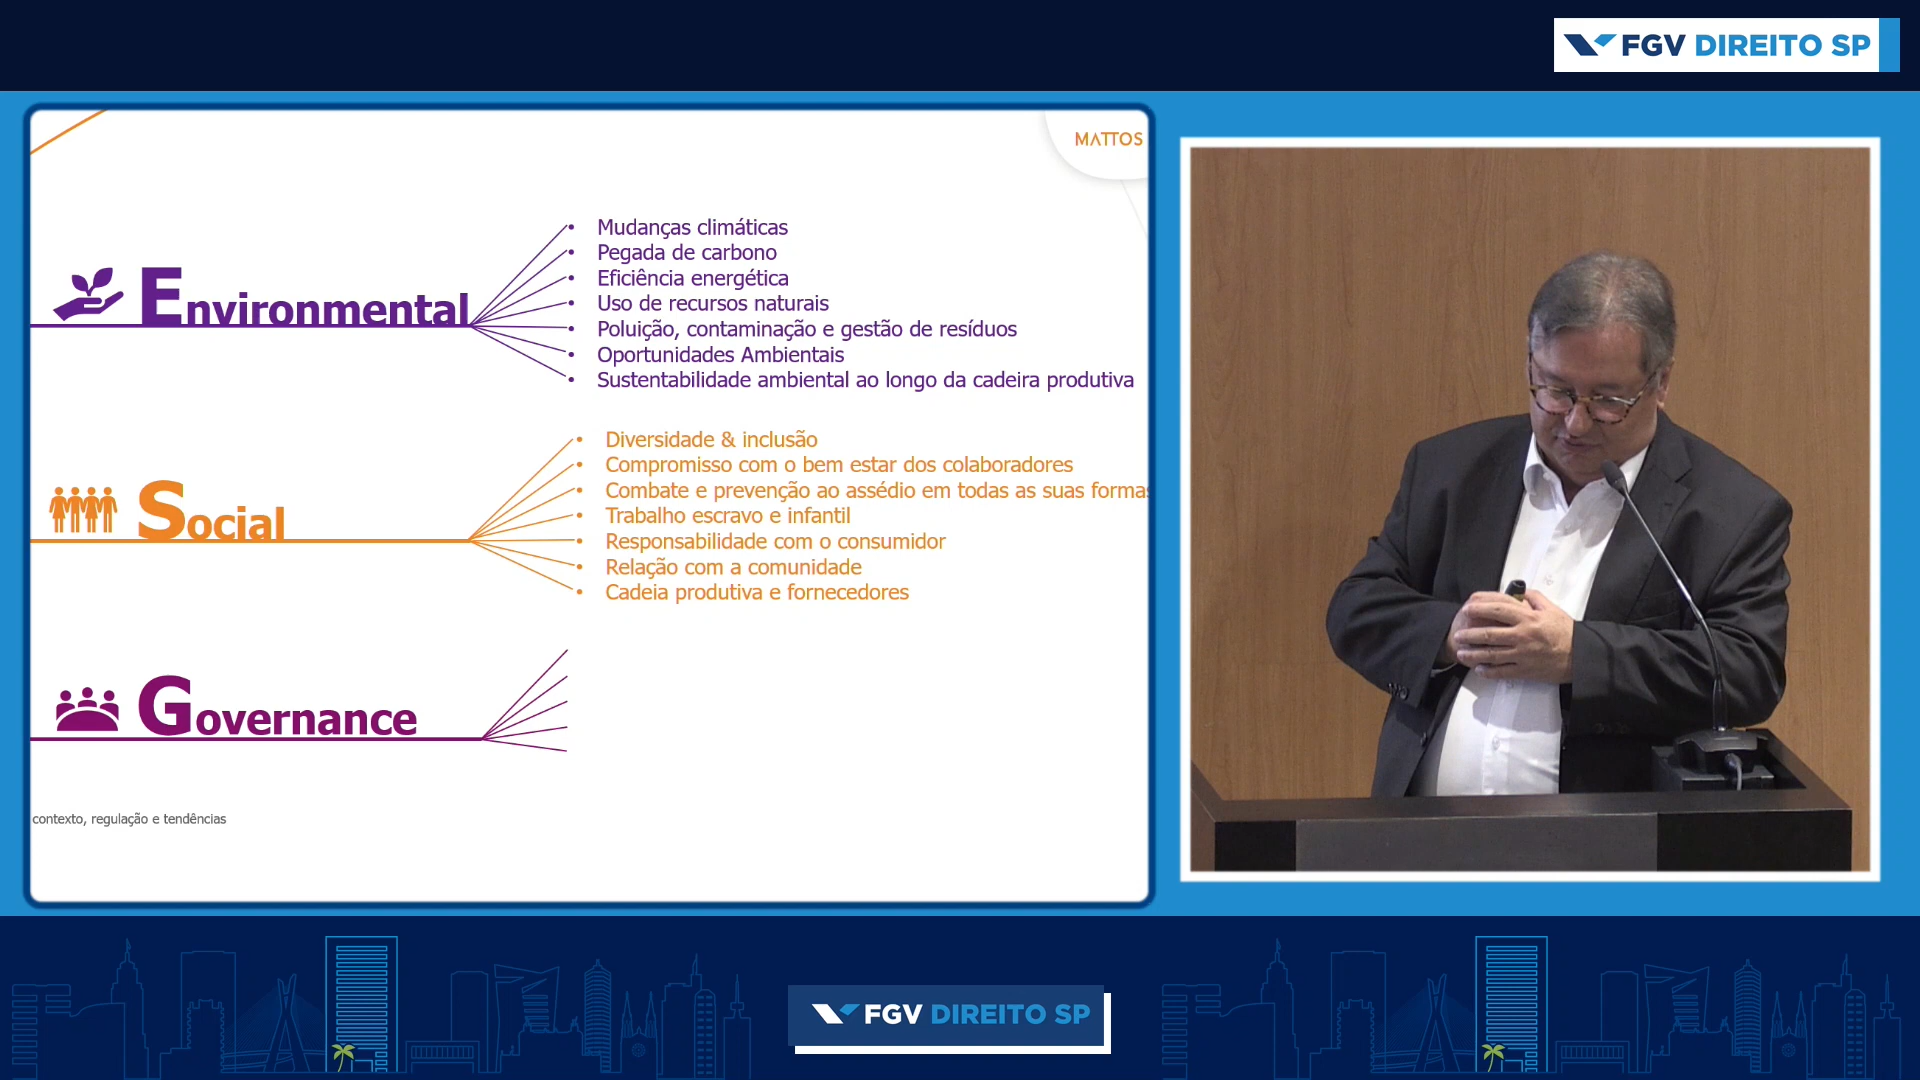 FGV DIREITO SP
MATTOS
Environmental
• Mudanças climáticas
• Pegada de carbono
• Eficiência energética
• Uso de recursos naturais
• Poluição, contaminação e gestão de resíduos
• Oportunidades Ambientais
• Sustentabilidade ambiental ao longo da cadeira produtiva
Social
• Diversidade & inclusão
• Compromisso com o bem estar dos colaboradores
• Combate e prevenção ao assédio em todas as suas formas
• Trabalho escravo e infantil
• Responsabilidade com o consumidor
• Relação com a comunidade
• Cadeia produtiva e fornecedores
Governance
contexto, regulação e tendências
FGV DIREITO SP